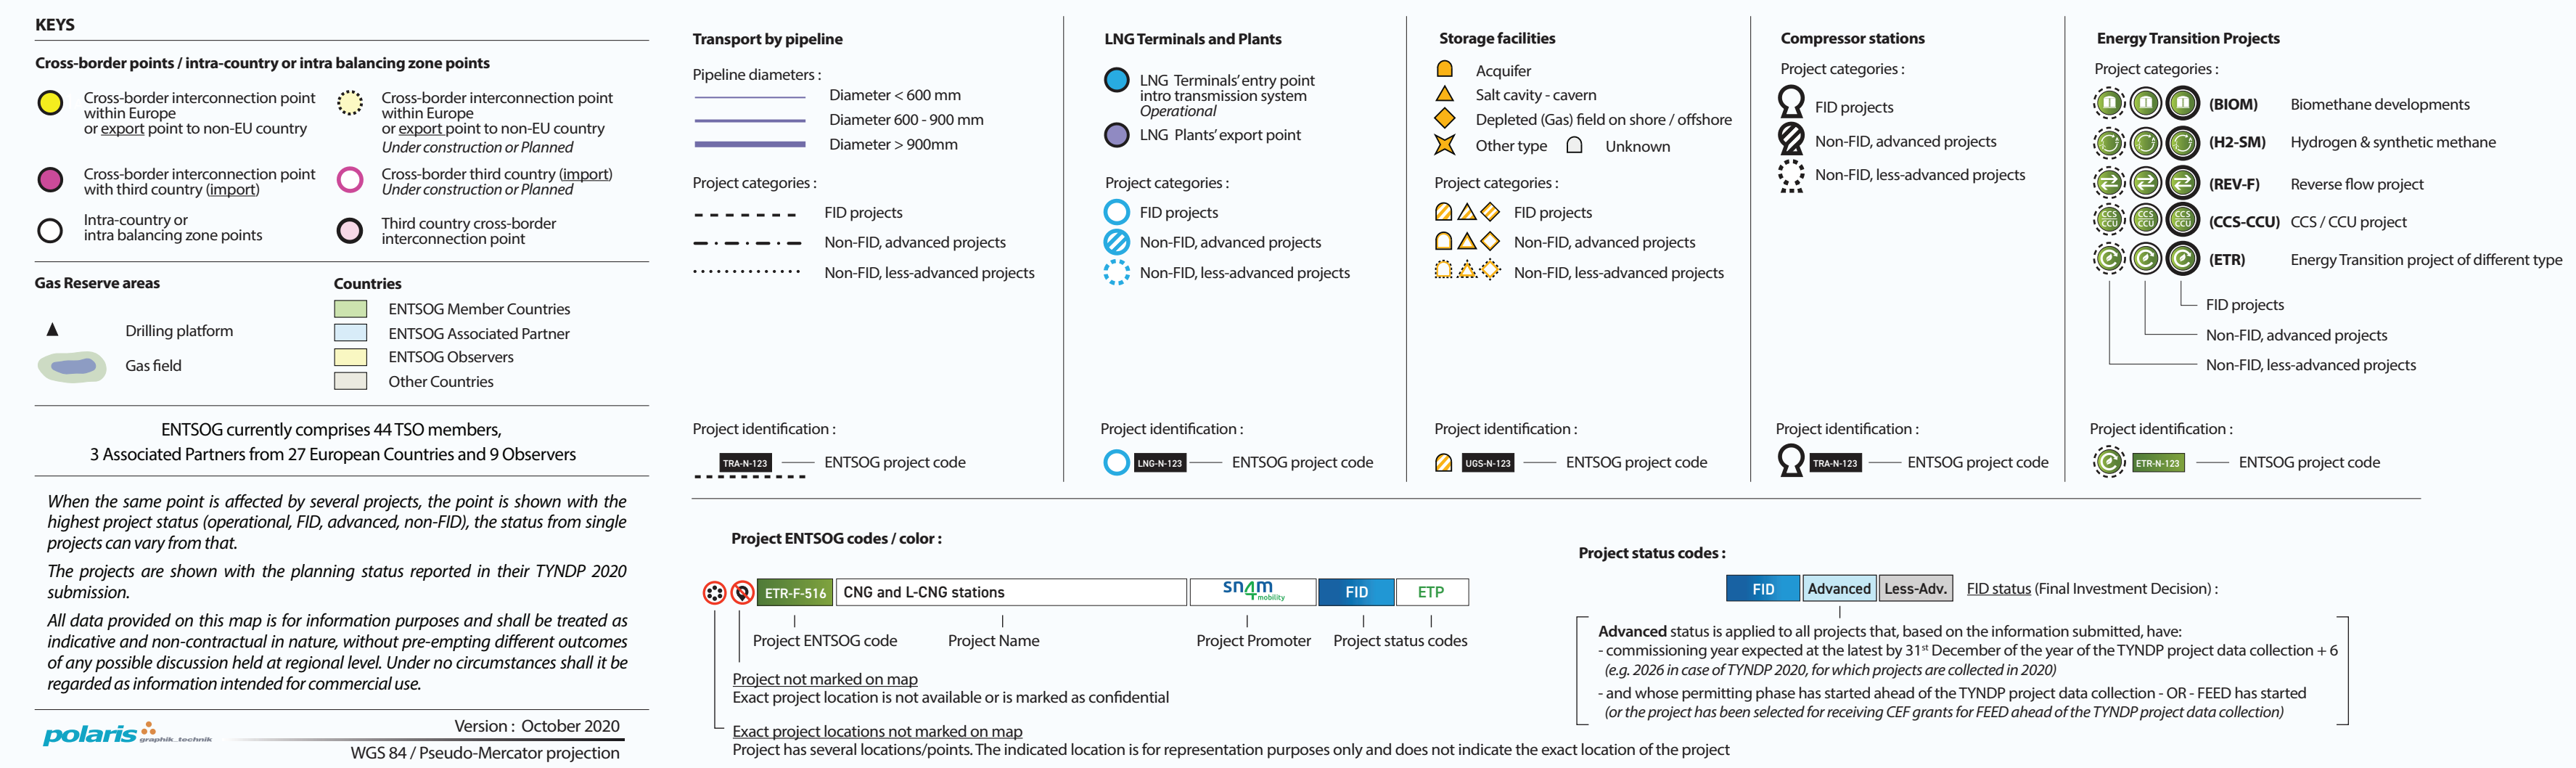 KEYS
Cross-border points / intra-country or intra balancing zone points
Cross-border interconnection point
within Europe
or export point to non-EU country
Cross-border interconnection point
within Europe
or export point to non-EU country
Under construction or Planned
Cross-border interconnection point
with third country (import)
Cross-border third country (import)
Under construction or Planned
Intra-country or
intra balancing zone points
Third country cross-border
interconnection point
Gas Reserve areas
Drilling platform
Gas field
Countries
ENTSOG Member Countries
ENTSOG Associated Partner
ENTSOG Observers
Other Countries
ENTSOG currently comprises 44 TSO members,
3 Associated Partners from 27 European Countries and 9 Observers
When the same point is affected by several projects, the point is shown with the
highest project status (operational, FID, advanced, non-FID), the status from single
projects can vary from that.
The projects are shown with the planning status reported in their TYNDP 2020
submission.
All data provided on this map is for information purposes and shall be treated as
indicative and non-contractual in nature, without pre-empting different outcomes
of any possible discussion held at regional level. Under no circumstances shall it be
regarded as information intended for commercial use.
polaris graphik_technik
Version : October 2020
WGS 84 / Pseudo-Mercator projection
Transport by pipeline
Pipeline diameters :
Diameter < 600 mm
Diameter 600 - 900 mm
Diameter > 900mm
Project categories :
FID projects
Non-FID, advanced projects
Non-FID, less-advanced projects
Project identification :
TRA-N-123 ENTSOG project code
LNG Terminals and Plants
LNG Terminals' entry point
intro transmission system
Operational
LNG Plants' export point
Project categories :
FID projects
Non-FID, advanced projects
Non-FID, less-advanced projects
Project identification :
LNG-N-123 ENTSOG project code
Storage facilities
Acquifer
Salt cavity - cavern
Depleted (Gas) field on shore / offshore
Other type Unknown
Project categories :
FID projects
Non-FID, advanced projects
Non-FID, less-advanced projects
Project identification :
UGS-N-123 ENTSOG project code
Compressor stations
Project categories :
FID projects
Non-FID, advanced projects
Non-FID, less-advanced projects
Project identification :
TRA-N-123 ENTSOG project code
Energy Transition Projects
Project categories :
(BIOM) Biomethane developments
(H2-SM) Hydrogen & synthetic methane
(REV-F) Reverse flow project
CCS CCU CCS CCU CCS CCU (CCS-CCU) CCS / CCU project
(ETR) Energy Transition project of different type
FID projects
Non-FID, advanced projects
Non-FID, less-advanced projects
Project identification :
ETR-N-123 ENTSOG project code
Project ENTSOG codes / color :
ETR-F-516 CNG and L-CNG stations sn4m mobility FID ETP
Project ENTSOG code Project Name Project Promoter Project status codes
Project not marked on map
Exact project location is not available or is marked as confidential
Exact project locations not marked on map
Project has several locations/points. The indicated location is for representation purposes only and does not indicate the exact location of the project
Project status codes :
FID Advanced Less-Adv. FID status (Final Investment Decision) :
Advanced status is applied to all projects that, based on the information submitted, have:
- commissioning year expected at the latest by 31st December of the year of the TYNDP project data collection + 6
(e.g. 2026 in case of TYNDP 2020, for which projects are collected in 2020)
- and whose permitting phase has started ahead of the TYNDP project data collection - OR - FEED has started
(or the project has been selected for receiving CEF grants for FEED ahead of the TYNDP project data collection)